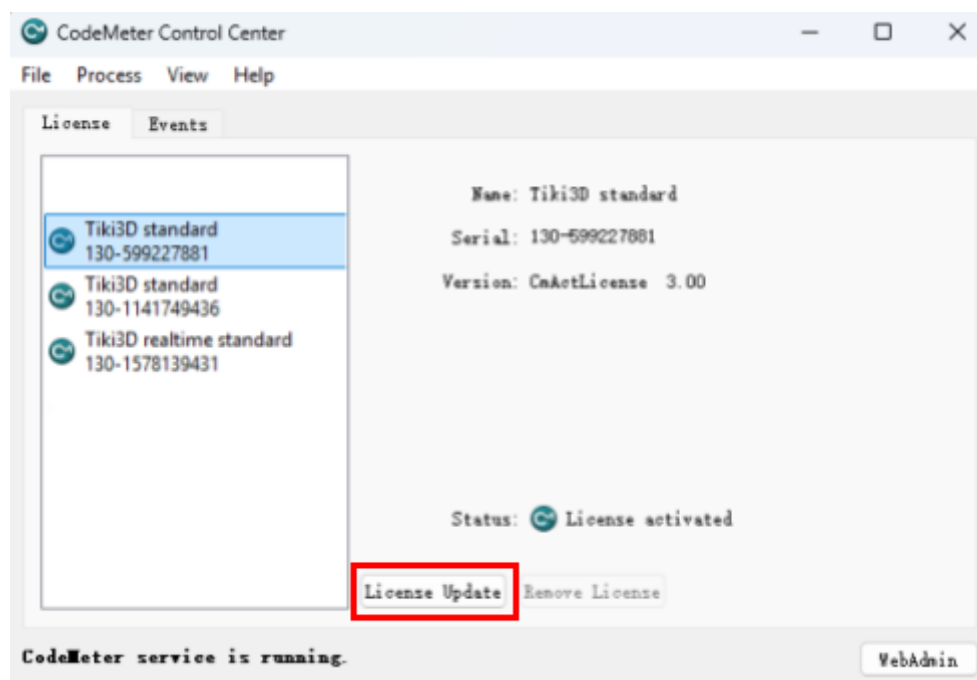 CodeMeter Control Center
File Process View Help
License Events
Tiki3D standard
130-599227881
Tiki3D standard
130-1141749436
Tiki3D realtime standard
130-1578139431
Name: Tiki3D standard
Serial: 130-599227881
Version: CmActLicense 3.00
Status: License activated
License Update Remove License
CodeMeter service is running.
WebAdmin